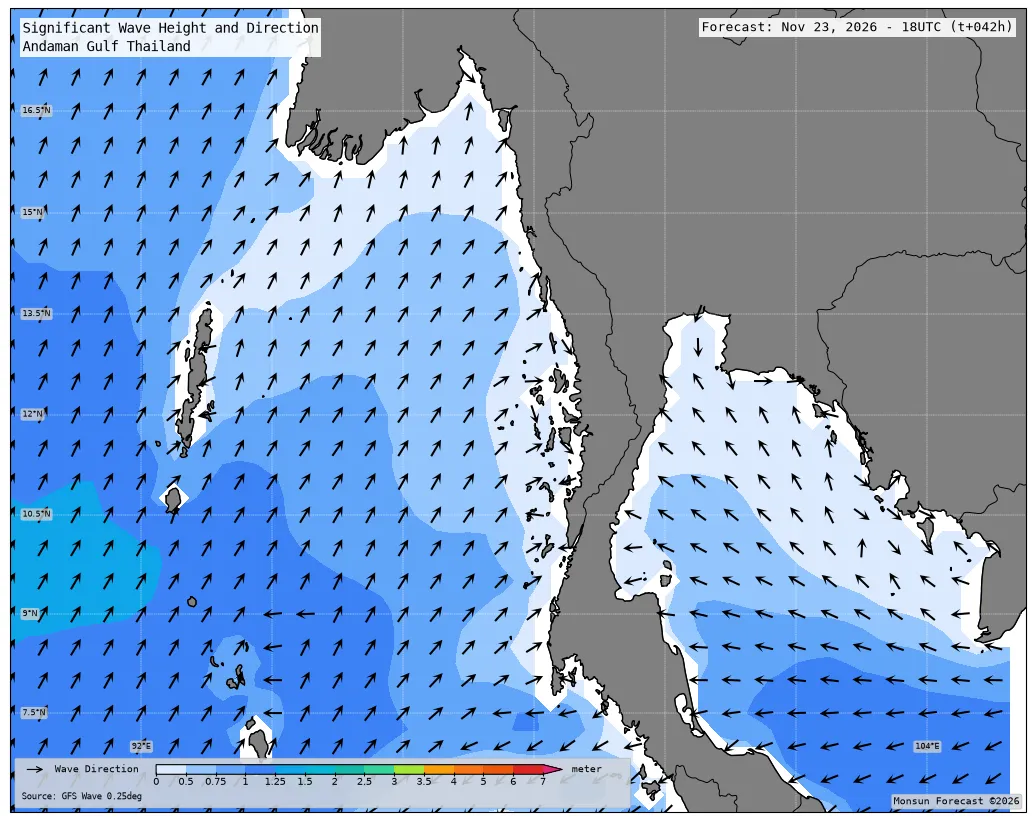 Significant Wave Height and Direction
Andaman Gulf Thailand
Forecast: Nov 23, 2026 - 18UTC (t+042h)
16.5°N
15°N
13.5°N
12°N
10.5°N
9°N
7.5°N
92°E
104°E
Wave Direction
0.5 0.75 1 1.25 1.5 2 2.5 3 3.5 4 5 6 7 meter
Source: GFS Wave 0.25deg
Monsun Forecast ©2026